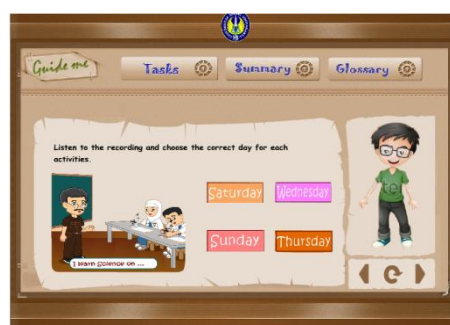 Guide me
Tasks
Summary
Glossary
Listen to the recording and choose the correct day for each
activities.
Saturday
Wednesday
Sunday
Thursday
I learn Science on ...